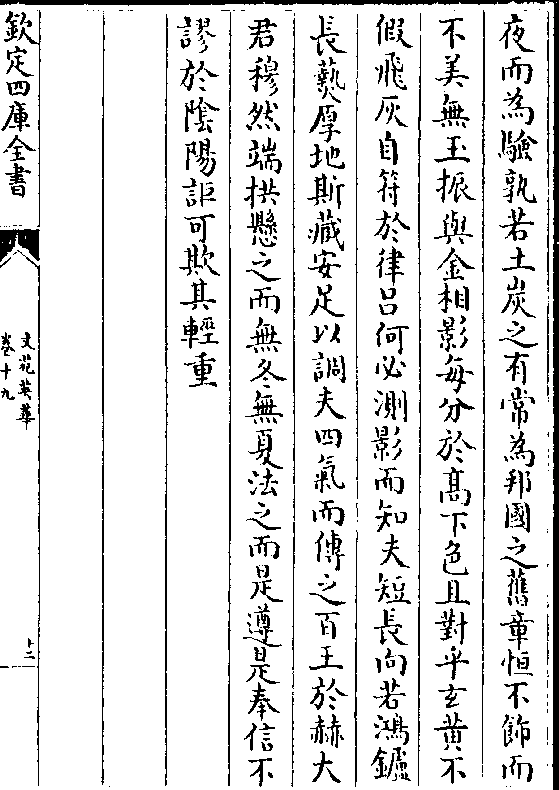 夜而為驗孰若土炭之有常為邦國之舊章恒不飾而
不美無玉振與金相影每分於髙下色且對乎玄黄不
假飛灰自符於律吕何必測影而知夫短長向若鴻鑪
長爇厚地斯藏安足以調夫四氣而傳之百王於赫大
君穆然端拱懸之而無冬無夏法之而是遵是奉信不
謬於隂陽詎可欺其輕重
欽定四庫全書
文苑英華
卷十九
十二